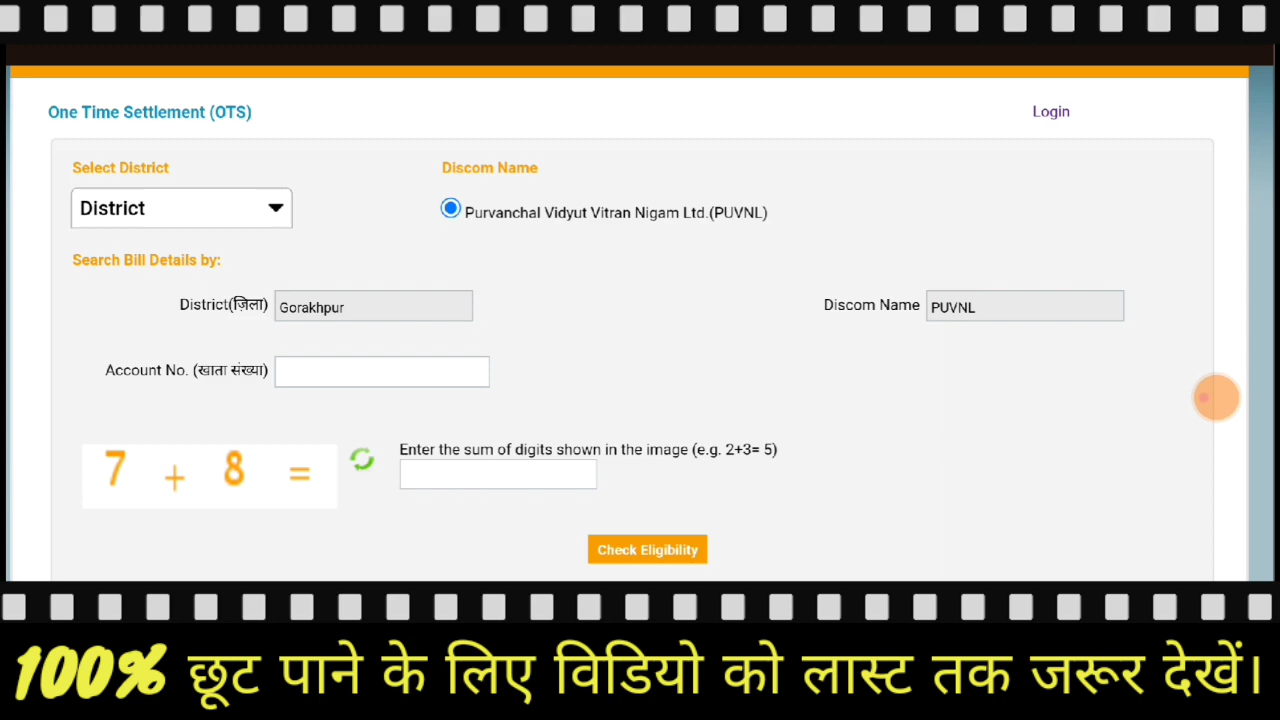 One Time Settlement (OTS) Login
Select District Discom Name
District Purvanchal Vidyut Vitran Nigam Ltd.(PUVNL)
Search Bill Details by:
District(ज़िला) Gorakhpur Discom Name PUVNL
Account No. (खाता संख्या)
Enter the sum of digits shown in the image (e.g. 2+3= 5)
7 + 8 =
Check Eligibility
100% छूट पाने के लिए विडियो को लास्ट तक जरूर देखें।